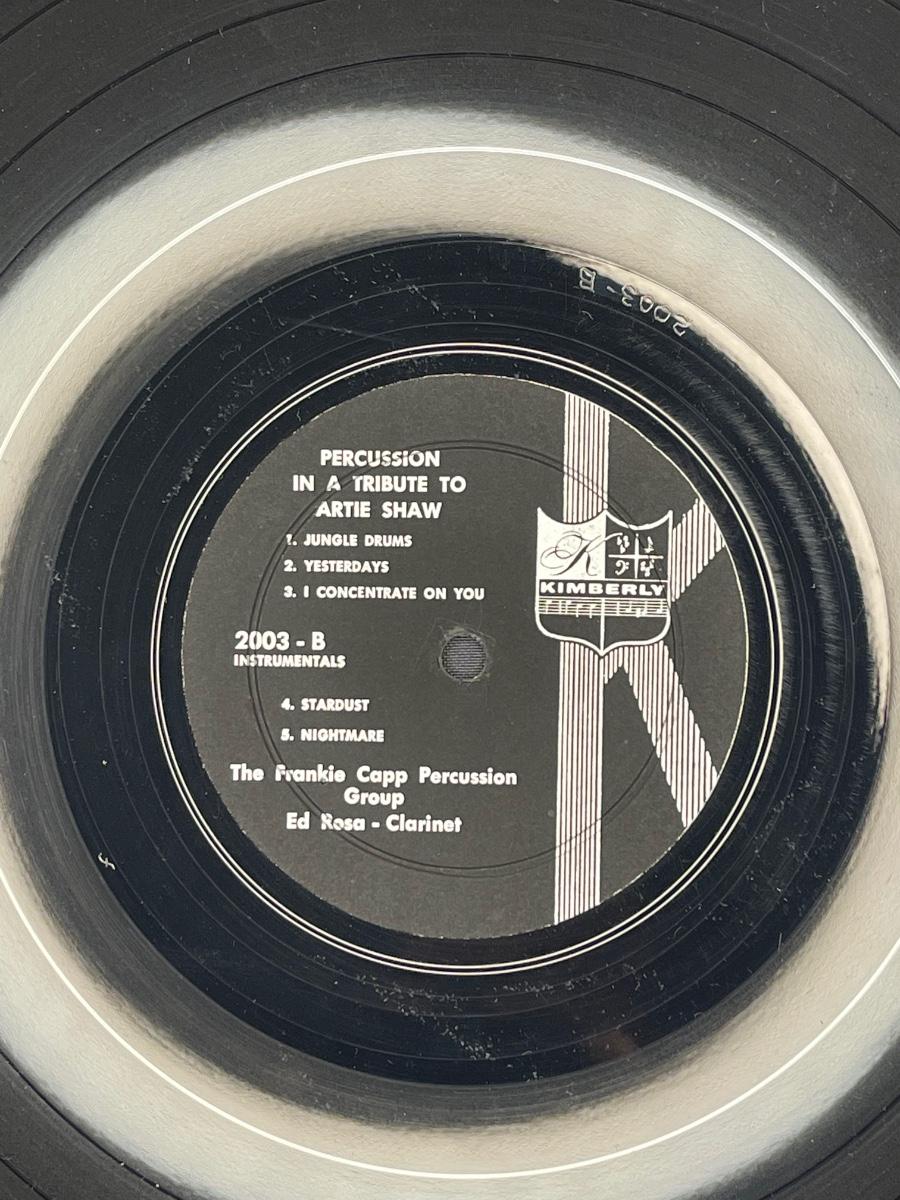 2003-B
PERCUSSION
IN A TRIBUTE TO
ARTIE SHAW
1. JUNGLE DRUMS
2. YESTERDAYS
3. I CONCENTRATE ON YOU
K
KIMBERLY
2003 - B
INSTRUMENTALS
4. STARDUST
5. NIGHTMARE
The Frankie Capp Percussion
Group
Ed Rosa - Clarinet